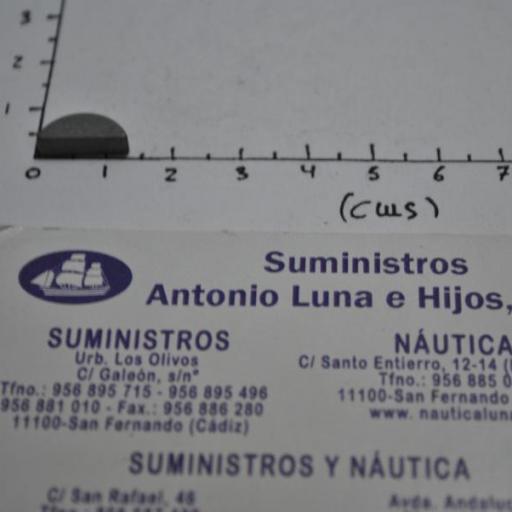 3
2
1
0 1 2 3 4 5 6 7
(cms)
Suministros
Antonio Luna e Hijos,
SUMINISTROS
Urb. Los Olivos
C/ Galeón, s/nº
Tfno.: 956 895 715 - 956 895 496
956 881 010 - Fax.: 956 886 280
11100-San Fernando (Cádiz)
NÁUTICA
C/ Santo Entierro, 12-14 (
Tfno.: 956 885 0
11100-San Fernando
www. nauticalun
SUMINISTROS Y NÁUTICA
C/ San Rafael, 46
Avda.